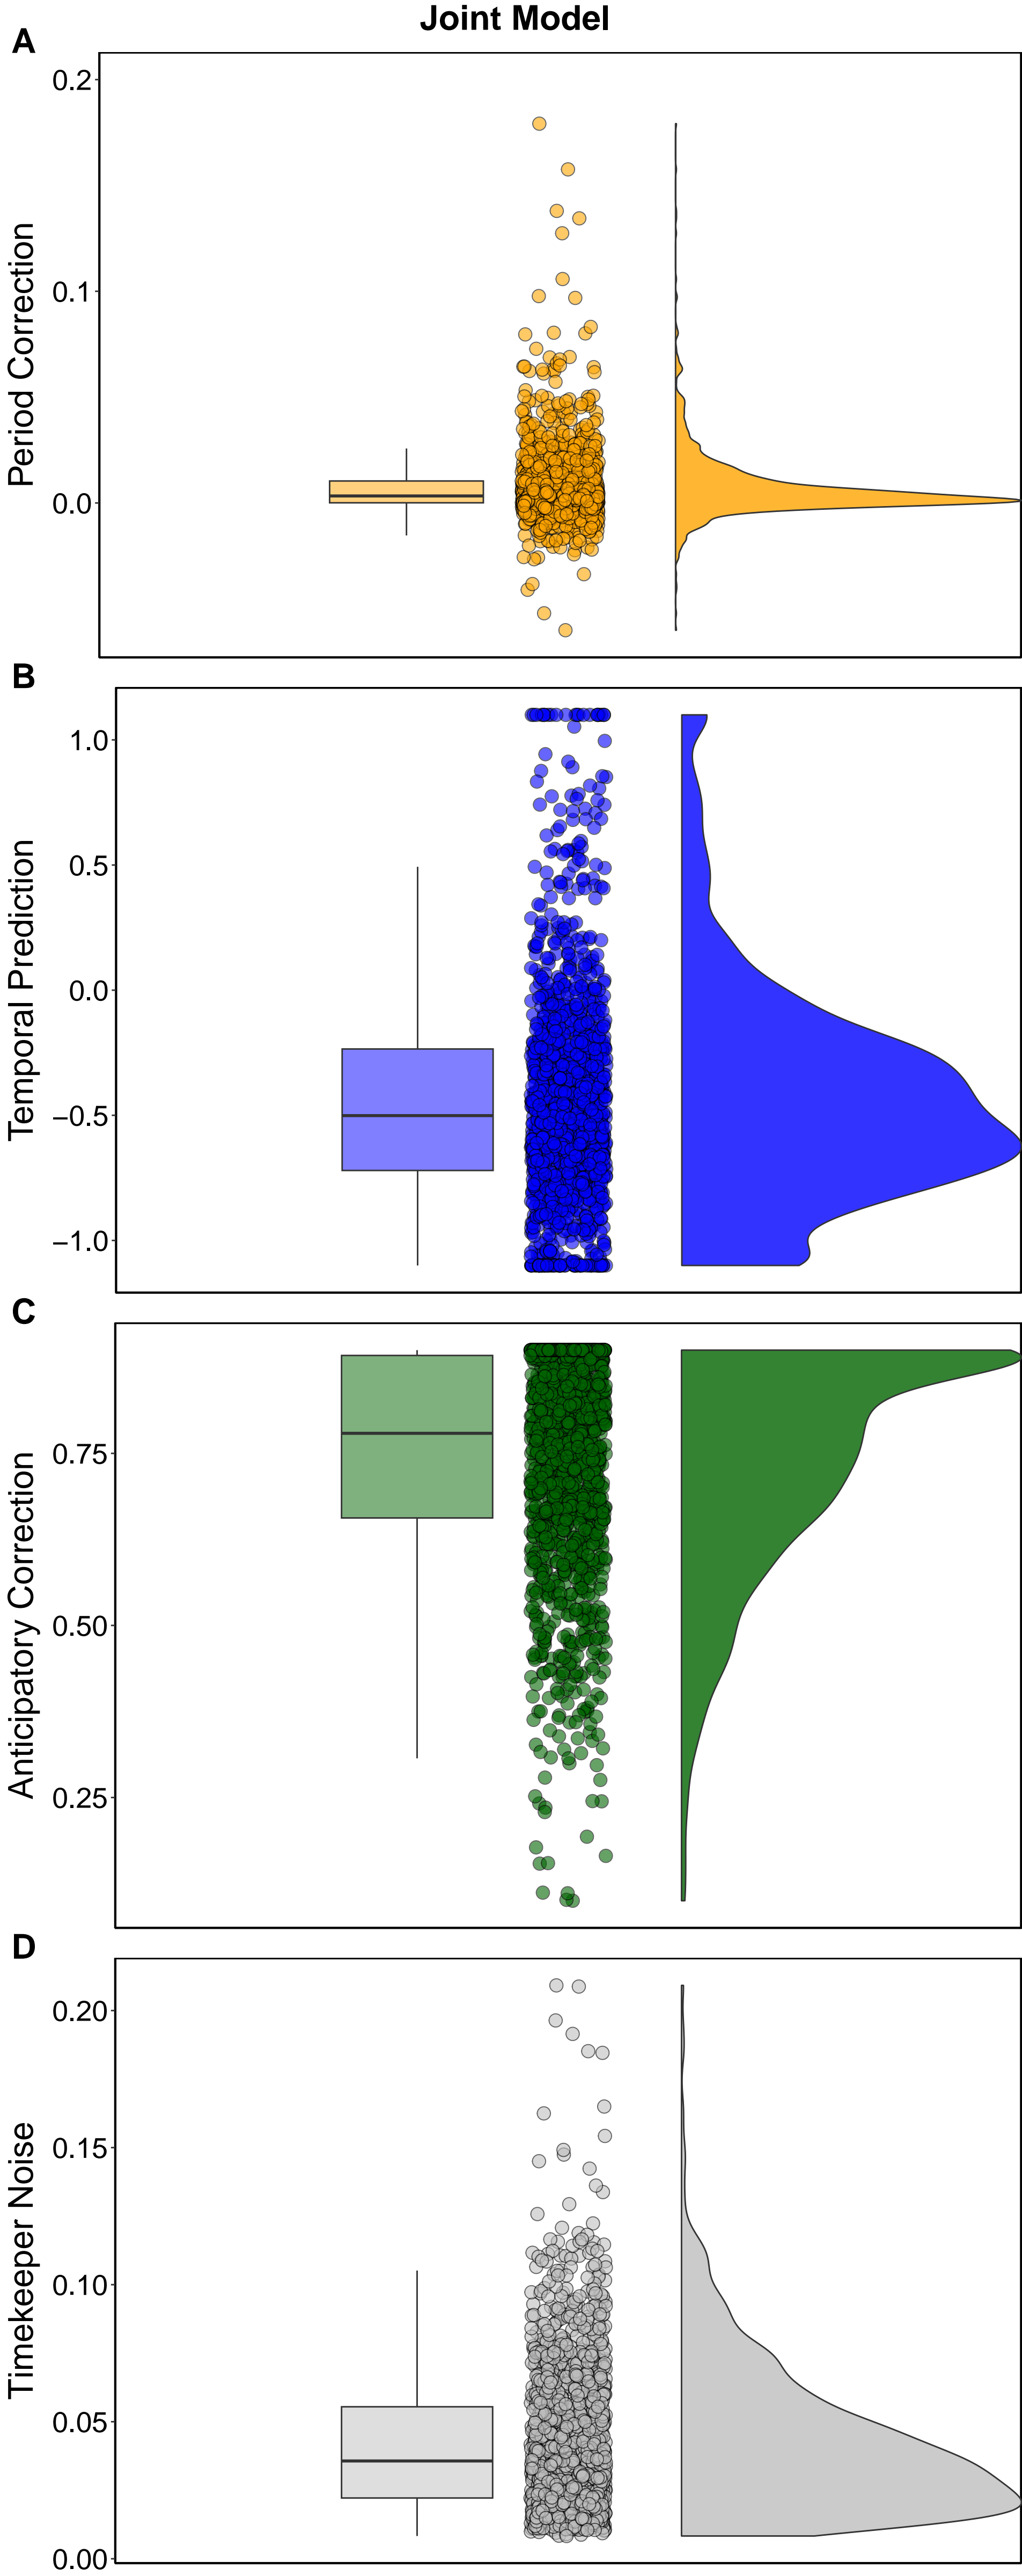 Joint Model
A
Period Correction
0.2
0.1
0.0
B
Temporal Prediction
1.0
0.5
0.0
−0.5
−1.0
C
Anticipatory Correction
0.75
0.50
0.25
D
Timekeeper Noise
0.20
0.15
0.10
0.05
0.00